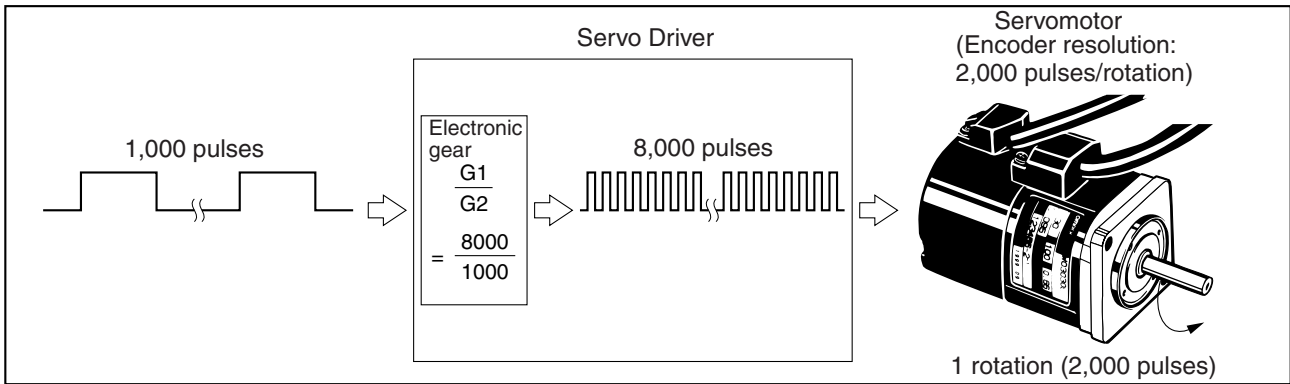 Servo Driver
Servomotor
(Encoder resolution:
2,000 pulses/rotation)
1,000 pulses
Electronic
gear
G1
G2
= 8000
1000
8,000 pulses
1 rotation (2,000 pulses)